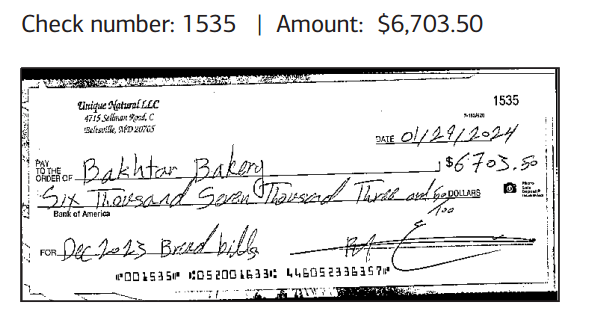 Check number: 1535 | Amount: $6,703.50
1535
Unique Natural LLC
4715 Sellman Road, C
Beltsville, MD 20705
DATE 01/29/2024
PAY TO THE ORDER OF Bakhtar Bakery $6703.50
Six Thousand Seven Thousand Three and 50/100 DOLLARS
Bank of America
FOR Dec. 2023 Bread bills
⑈001535⑈ ⑆052001633⑆ 446052336357⑈